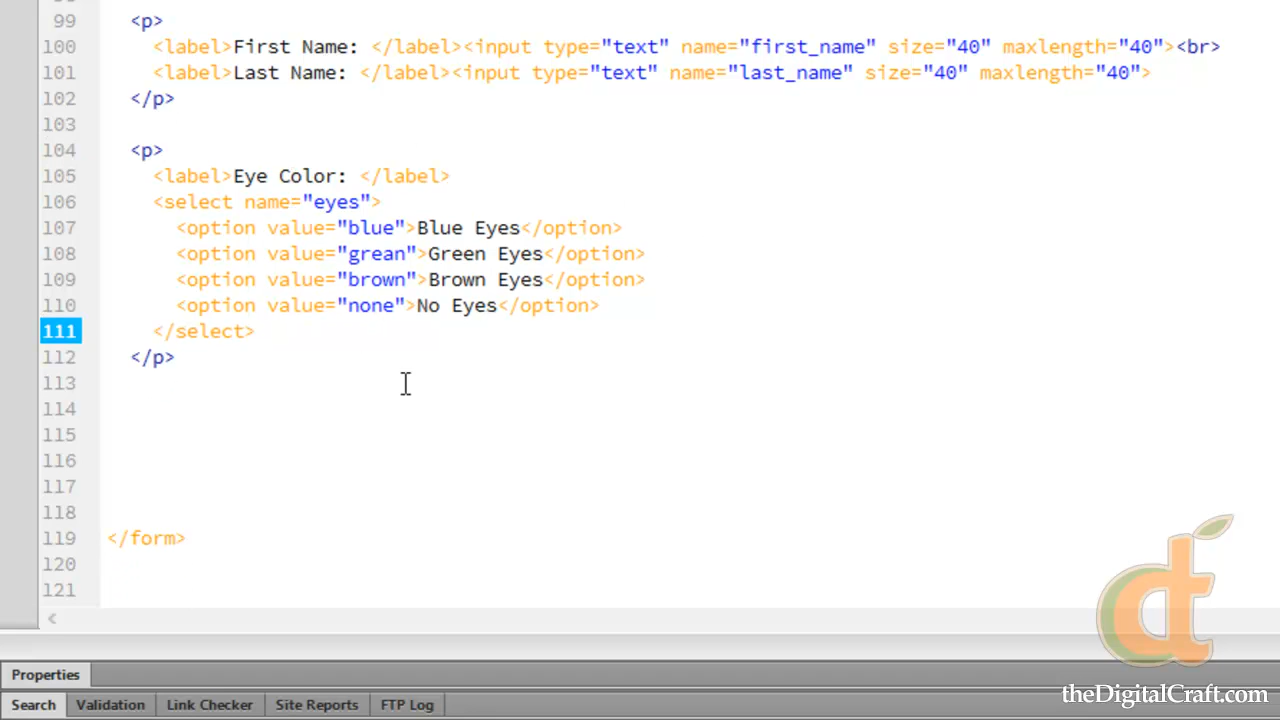 99 <p>
100 <label>First Name: </label><input type="text" name="first_name" size="40" maxlength="40"><br>
101 <label>Last Name: </label><input type="text" name="last_name" size="40" maxlength="40">
102 </p>
103
104 <p>
105 <label>Eye Color: </label>
106 <select name="eyes">
107 <option value="blue">Blue Eyes</option>
108 <option value="grean">Green Eyes</option>
109 <option value="brown">Brown Eyes</option>
110 <option value="none">No Eyes</option>
111 </select>
112 </p>
113
114
115
116
117
118
119 </form>
120
121
Properties
Search Validation Link Checker Site Reports FTP Log
dt
theDigitalCraft.com